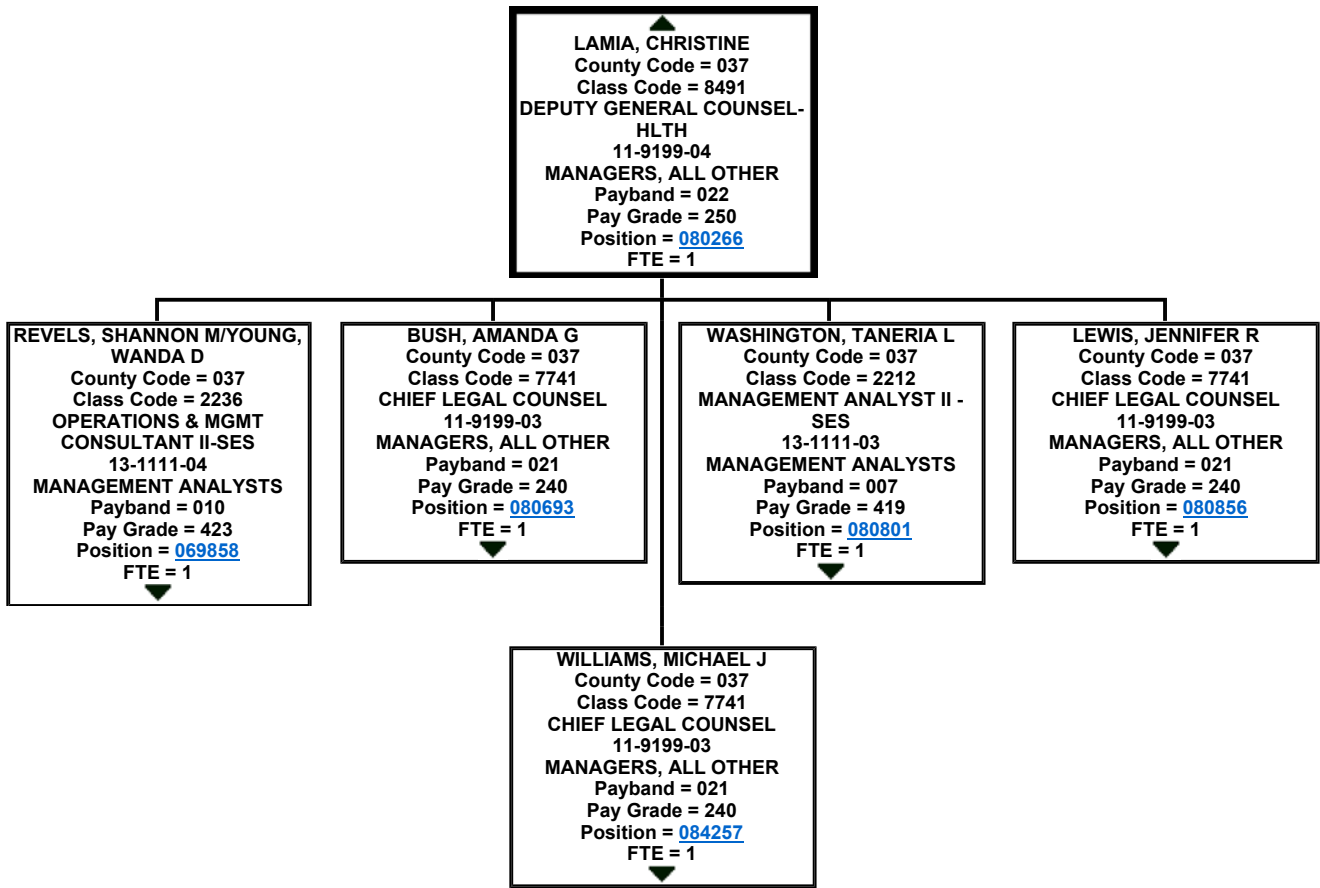 LAMIA, CHRISTINE
County Code = 037
Class Code = 8491
DEPUTY GENERAL COUNSEL-
HLTH
11-9199-04
MANAGERS, ALL OTHER
Payband = 022
Pay Grade = 250
Position = 080266
FTE = 1
REVELS, SHANNON M/YOUNG,
WANDA D
County Code = 037
Class Code = 2236
OPERATIONS & MGMT
CONSULTANT II-SES
13-1111-04
MANAGEMENT ANALYSTS
Payband = 010
Pay Grade = 423
Position = 069858
FTE = 1
BUSH, AMANDA G
County Code = 037
Class Code = 7741
CHIEF LEGAL COUNSEL
11-9199-03
MANAGERS, ALL OTHER
Payband = 021
Pay Grade = 240
Position = 080693
FTE = 1
WASHINGTON, TANERIA L
County Code = 037
Class Code = 2212
MANAGEMENT ANALYST II -
SES
13-1111-03
MANAGEMENT ANALYSTS
Payband = 007
Pay Grade = 419
Position = 080801
FTE = 1
LEWIS, JENNIFER R
County Code = 037
Class Code = 7741
CHIEF LEGAL COUNSEL
11-9199-03
MANAGERS, ALL OTHER
Payband = 021
Pay Grade = 240
Position = 080856
FTE = 1
WILLIAMS, MICHAEL J
County Code = 037
Class Code = 7741
CHIEF LEGAL COUNSEL
11-9199-03
MANAGERS, ALL OTHER
Payband = 021
Pay Grade = 240
Position = 084257
FTE = 1